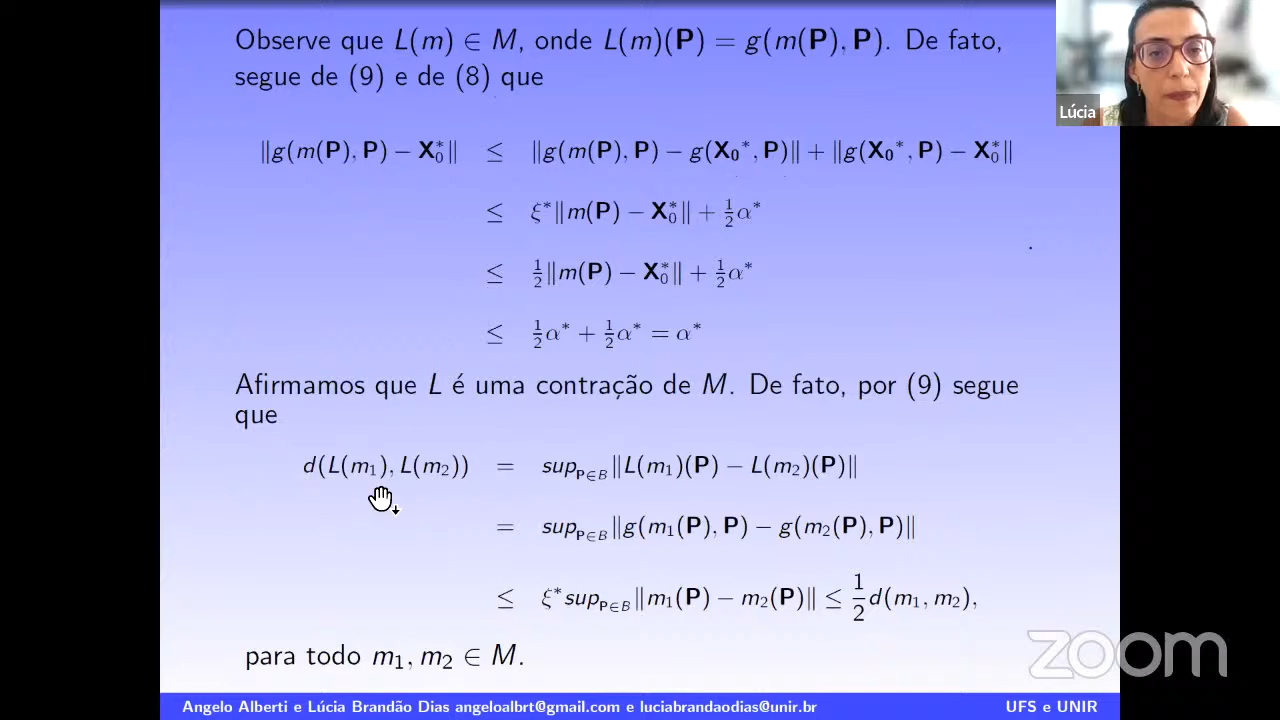 Observe que L(m) ∈ M, onde L(m)(P) = g(m(P), P). De fato,
segue de (9) e de (8) que
‖g(m(P), P) − X₀*‖ ≤ ‖g(m(P), P) − g(X₀*, P)‖ + ‖g(X₀*, P) − X₀*‖
≤ ξ*‖m(P) − X₀*‖ + ½α*
≤ ½‖m(P) − X₀*‖ + ½α*
≤ ½α* + ½α* = α*
Afirmamos que L é uma contração de M. De fato, por (9) segue
que
d(L(m₁), L(m₂)) = sup_{P∈B}‖L(m₁)(P) − L(m₂)(P)‖
= sup_{P∈B}‖g(m₁(P), P) − g(m₂(P), P)‖
≤ ξ*sup_{P∈B}‖m₁(P) − m₂(P)‖ ≤ ½d(m₁, m₂),
para todo m₁, m₂ ∈ M.
Angelo Alberti e Lúcia Brandão Dias angeloalbrt@gmail.com e luciabrandaodias@unir.br UFS e UNIR
Lúcia
zoom